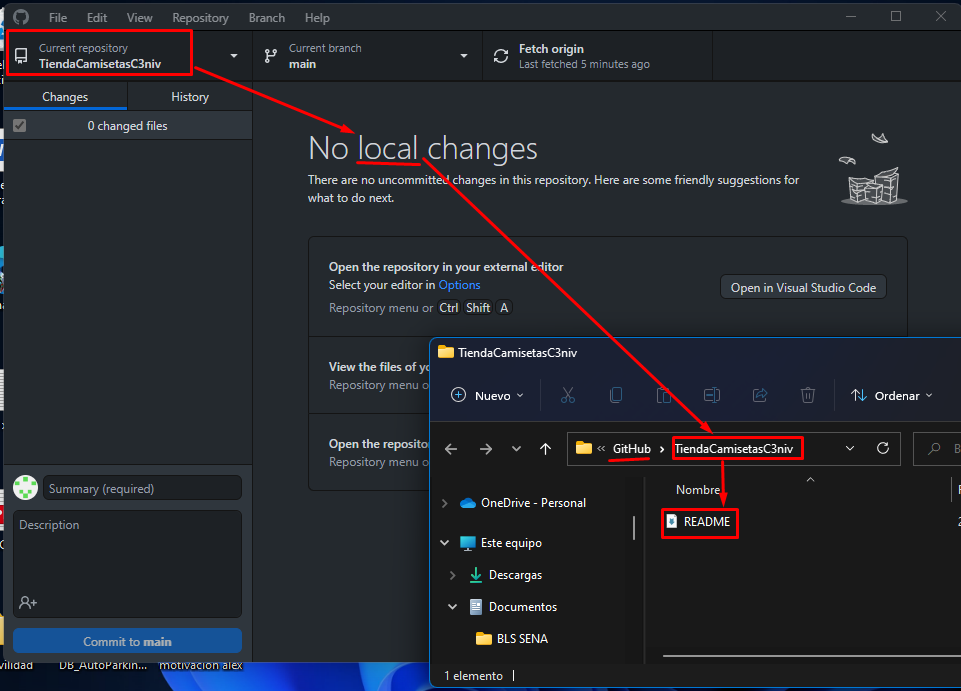 File Edit View Repository Branch Help
Current repository
TiendaCamisetasC3niv
Current branch
main
Fetch origin
Last fetched 5 minutes ago
Changes History
0 changed files
No local changes
There are no uncommitted changes in this repository. Here are some friendly suggestions for
what to do next.
Open the repository in your external editor
Select your editor in Options
Repository menu or Ctrl Shift A
Open in Visual Studio Code
View the files of yo
Repository menu o
Open the reposito
Repository menu o
Summary (required)
Description
Commit to main
TiendaCamisetasC3niv
Nuevo
Ordenar
« GitHub › TiendaCamisetasC3niv
Nombre
README
OneDrive - Personal
Este equipo
Descargas
Documentos
BLS SENA
1 elemento
vilidad DB_AutoParkin... motivacion alex